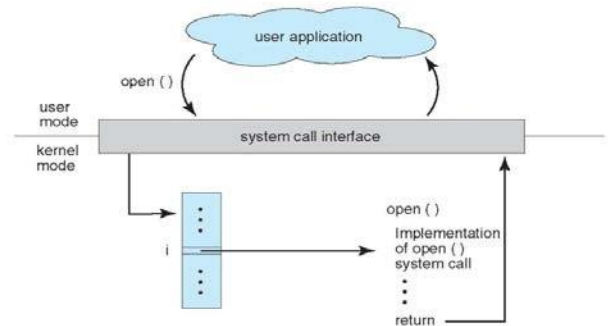 user application
open ( )
user
mode
system call interface
kernel
mode
i
open ( )
Implementation
of open ( )
system call
return